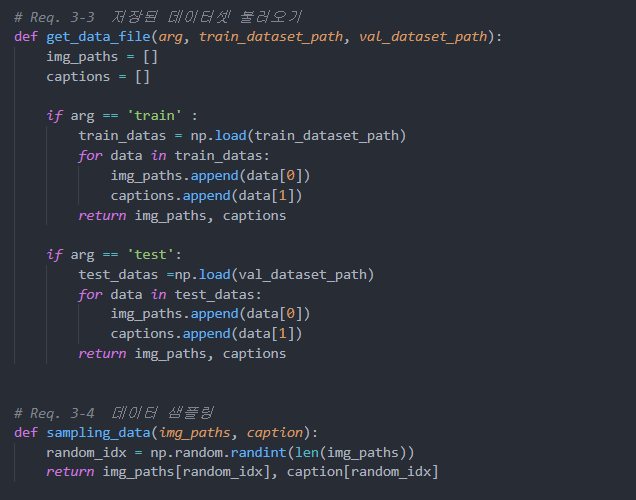 # Req. 3-3  저장된 데이터셋 불러오기
def get_data_file(arg, train_dataset_path, val_dataset_path):
    img_paths = []
    captions = []

    if arg == 'train' :
        train_datas = np.load(train_dataset_path)
        for data in train_datas:
            img_paths.append(data[0])
            captions.append(data[1])
        return img_paths, captions

    if arg == 'test':
        test_datas =np.load(val_dataset_path)
        for data in test_datas:
            img_paths.append(data[0])
            captions.append(data[1])
        return img_paths, captions


# Req. 3-4  데이터 샘플링
def sampling_data(img_paths, caption):
    random_idx = np.random.randint(len(img_paths))
    return img_paths[random_idx], caption[random_idx]